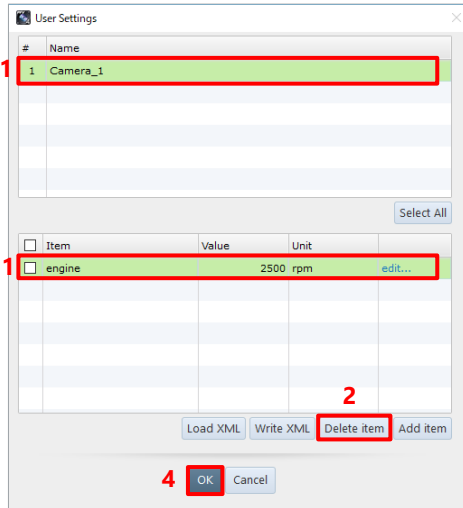 User Settings
# Name
1
1 Camera_1
Select All
Item Value Unit
1
engine 2500 rpm edit...
2
Load XML Write XML Delete item Add item
4
OK Cancel